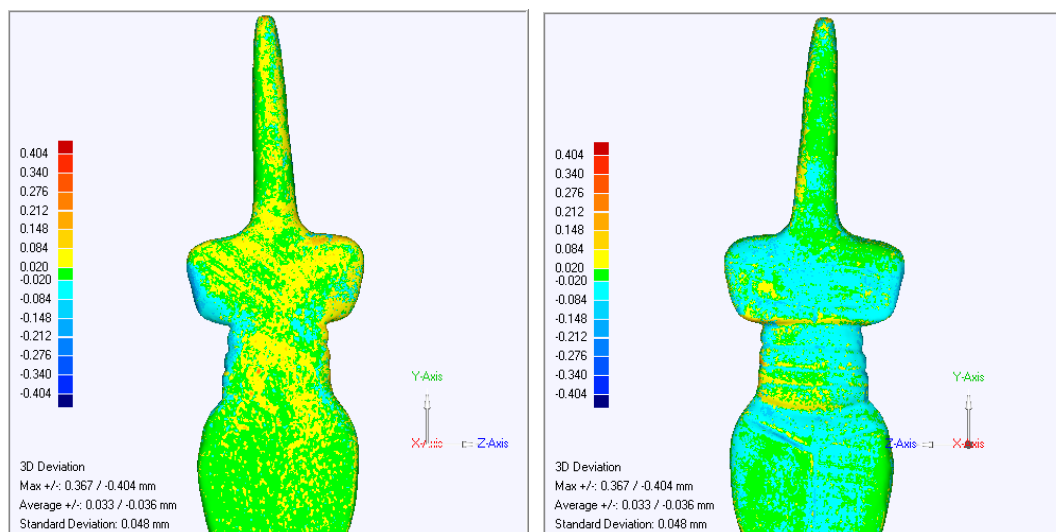 0.404
0.340
0.276
0.212
0.148
0.084
0.020
-0.020
-0.084
-0.148
-0.212
-0.276
-0.340
-0.404
Y-Axis
X-Axis Z-Axis
3D Deviation
Max +/-: 0.367 / -0.404 mm
Average +/-: 0.033 / -0.036 mm
Standard Deviation: 0.048 mm
0.404
0.340
0.276
0.212
0.148
0.084
0.020
-0.020
-0.084
-0.148
-0.212
-0.276
-0.340
-0.404
Y-Axis
Z-Axis X-Axis
3D Deviation
Max +/-: 0.367 / -0.404 mm
Average +/-: 0.033 / -0.036 mm
Standard Deviation: 0.048 mm